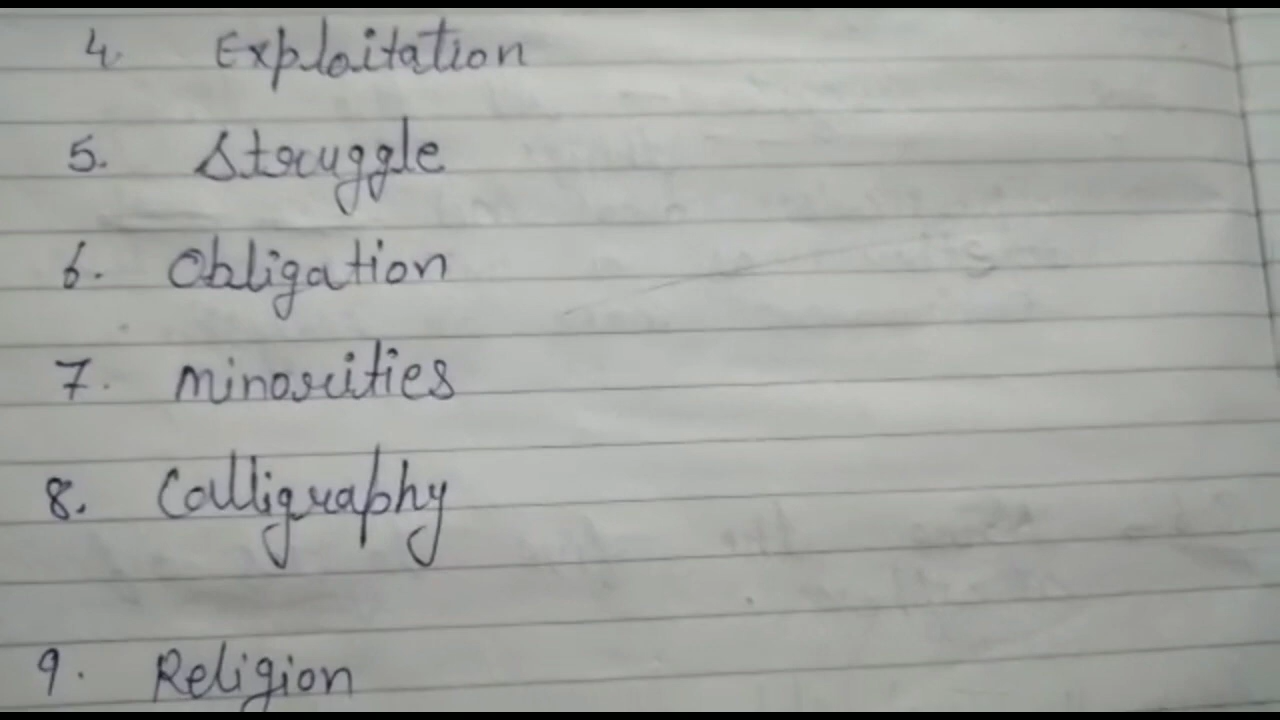 4. Exploitation
5. Struggle
6. Obligation
7. minorities
8. Calligraphy
9. Religion